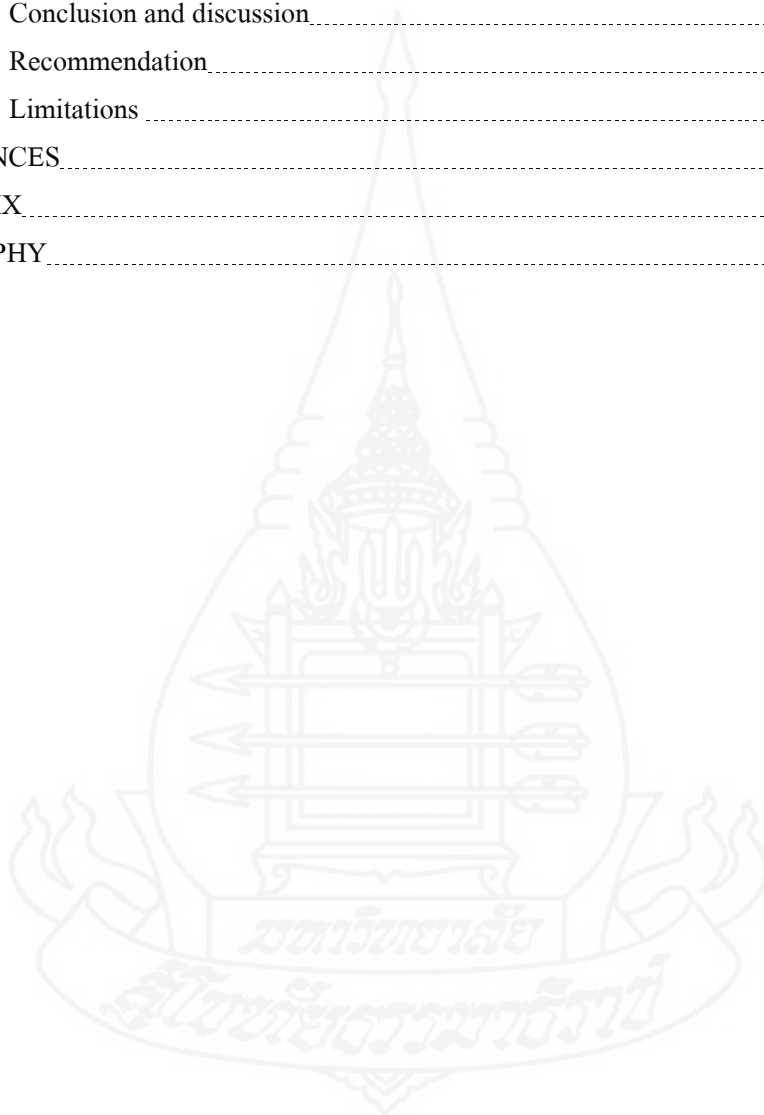 Conclusion and discussion
Recommendation
Limitations
NCES
IX
PHY
มหาวิทยาลัย
สุโขทัยธรรมาธิราช